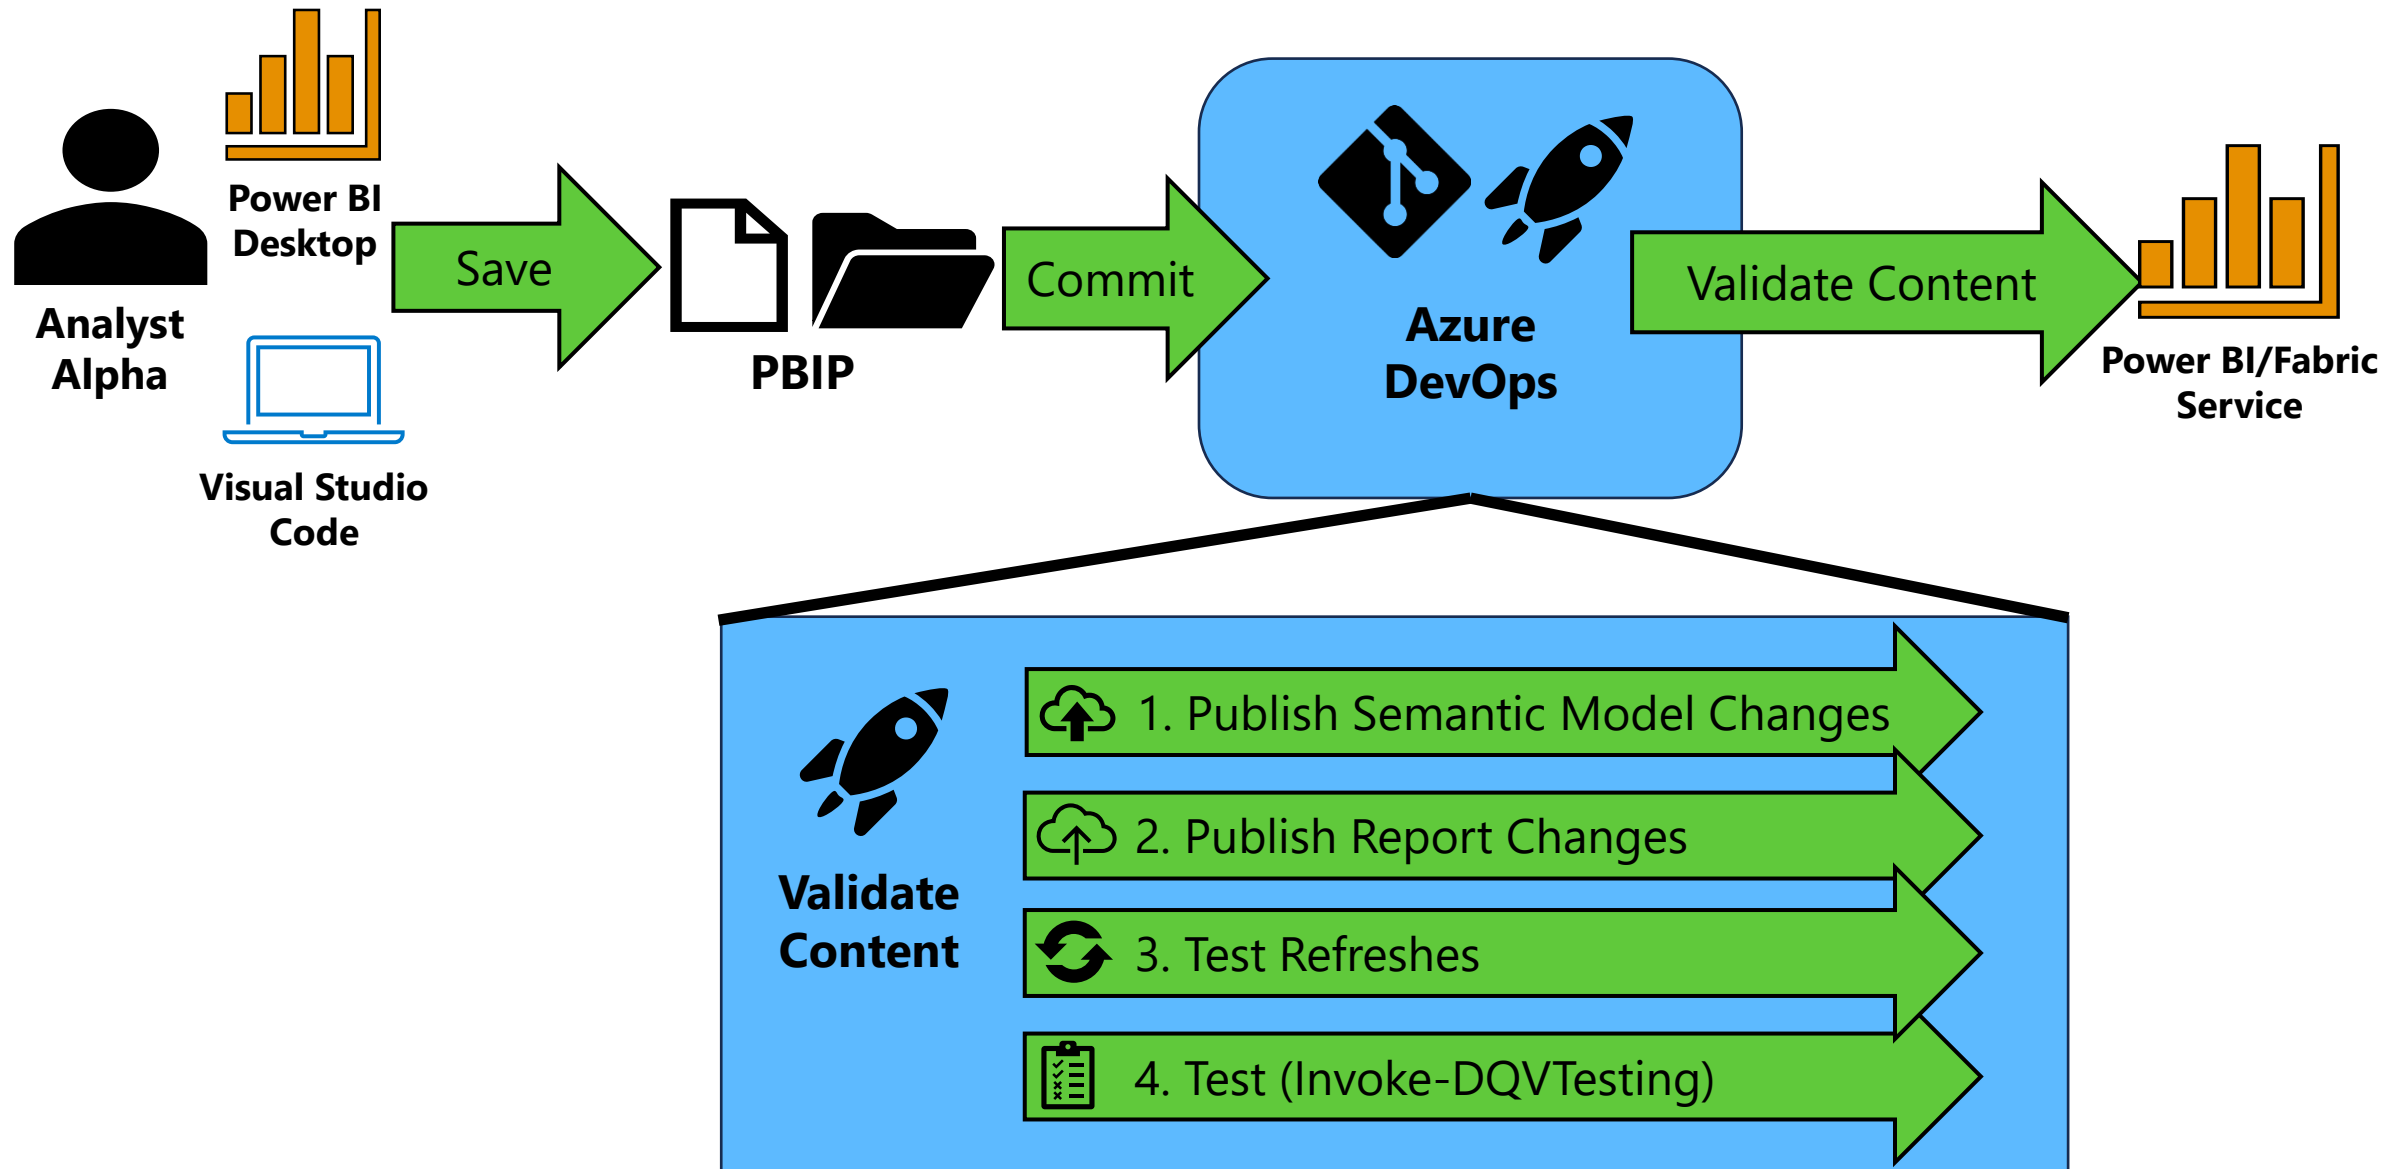 Power BI
Desktop
Analyst
Alpha
Visual Studio
Code
Save
PBIP
Commit
Azure
DevOps
Validate Content
Power BI/Fabric
Service
Validate
Content
1. Publish Semantic Model Changes
2. Publish Report Changes
3. Test Refreshes
4. Test (Invoke-DQVTesting)